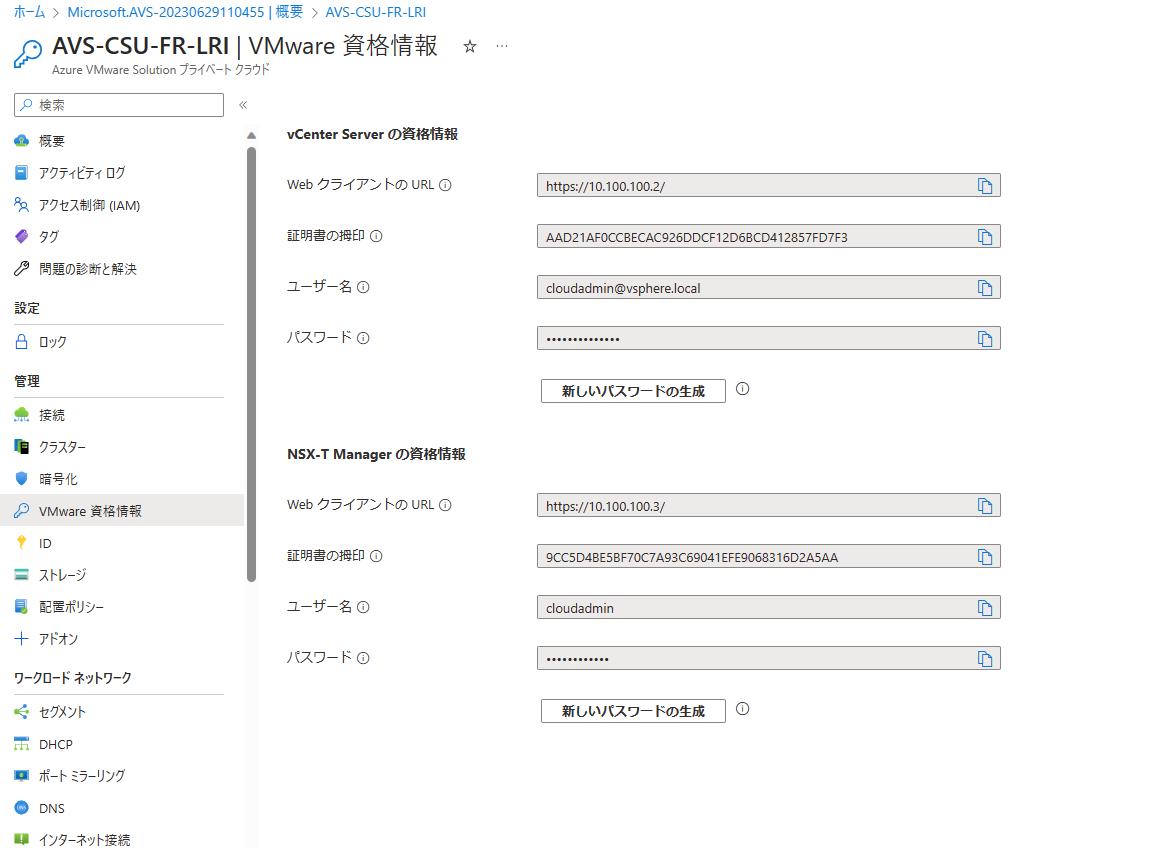 ホーム > Microsoft.AVS-20230629110455 | 概要 > AVS-CSU-FR-LRI
AVS-CSU-FR-LRI | VMware 資格情報
Azure VMware Solution プライベート クラウド
検索
概要
アクティビティ ログ
アクセス制御 (IAM)
タグ
問題の診断と解決
設定
ロック
管理
接続
クラスター
暗号化
VMware 資格情報
ID
ストレージ
配置ポリシー
アドオン
ワークロード ネットワーク
セグメント
DHCP
ポート ミラーリング
DNS
インターネット接続
vCenter Server の資格情報
Web クライアントの URL
https://10.100.100.2/
証明書の拇印
AAD21AF0CCBECAC926DDCF12D6BCD412857FD7F3
ユーザー名
cloudadmin@vsphere.local
パスワード
••••••••••••••
新しいパスワードの生成
NSX-T Manager の資格情報
Web クライアントの URL
https://10.100.100.3/
証明書の拇印
9CC5D4BE5BF70C7A93C69041EFE9068316D2A5AA
ユーザー名
cloudadmin
パスワード
••••••••••••
新しいパスワードの生成